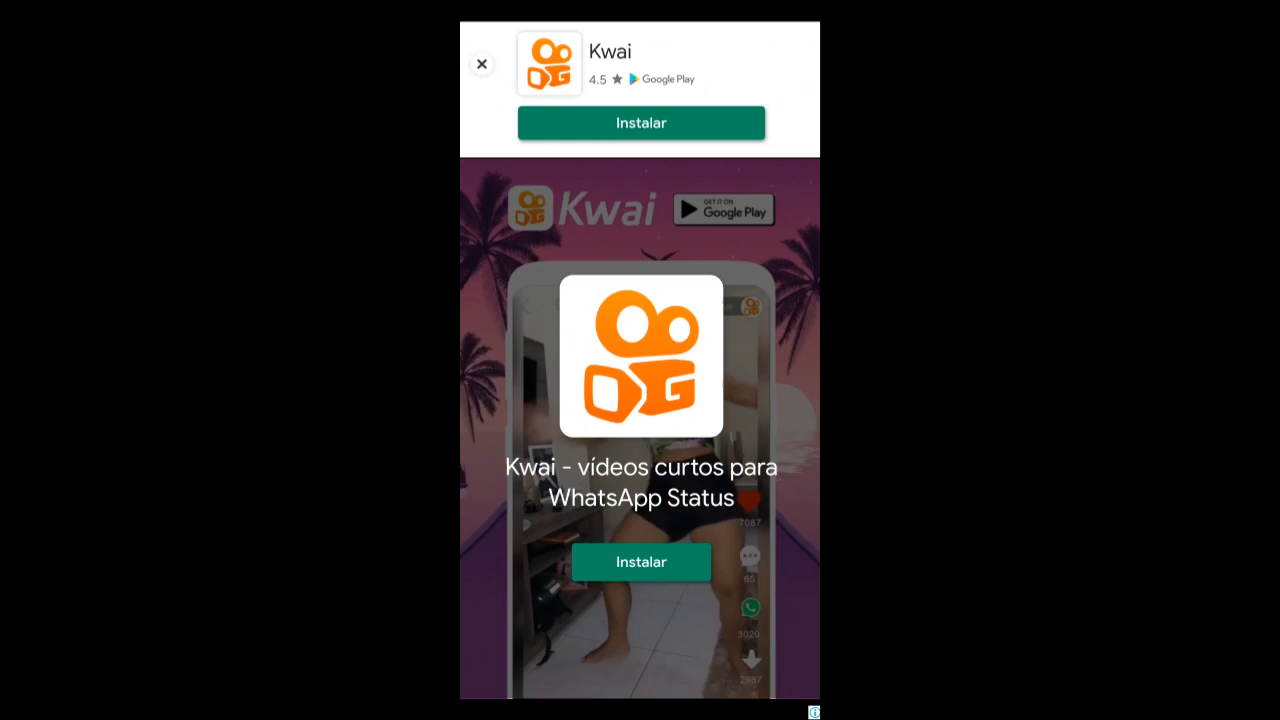 Kwai
4.5 ★ Google Play
Instalar
Kwai
GET IT ON
Google Play
Kwai - vídeos curtos para
WhatsApp Status
7087
Instalar
65
3020
2987